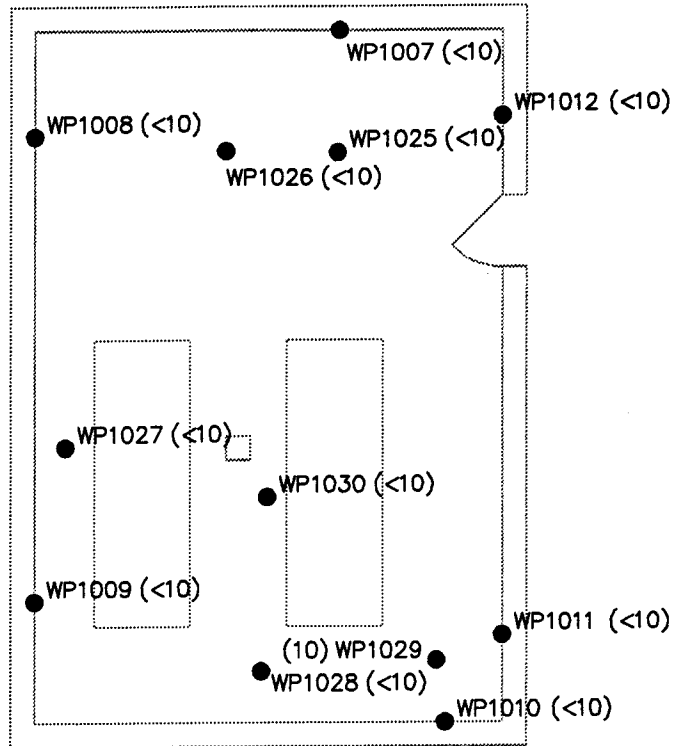 WP1007 (<10)
WP1012 (<10)
WP1008 (<10)
WP1025 (<10)
WP1026 (<10)
WP1027 (<10)
WP1030 (<10)
WP1009 (<10)
WP1011 (<10)
(10) WP1029
WP1028 (<10)
WP1010 (<10)